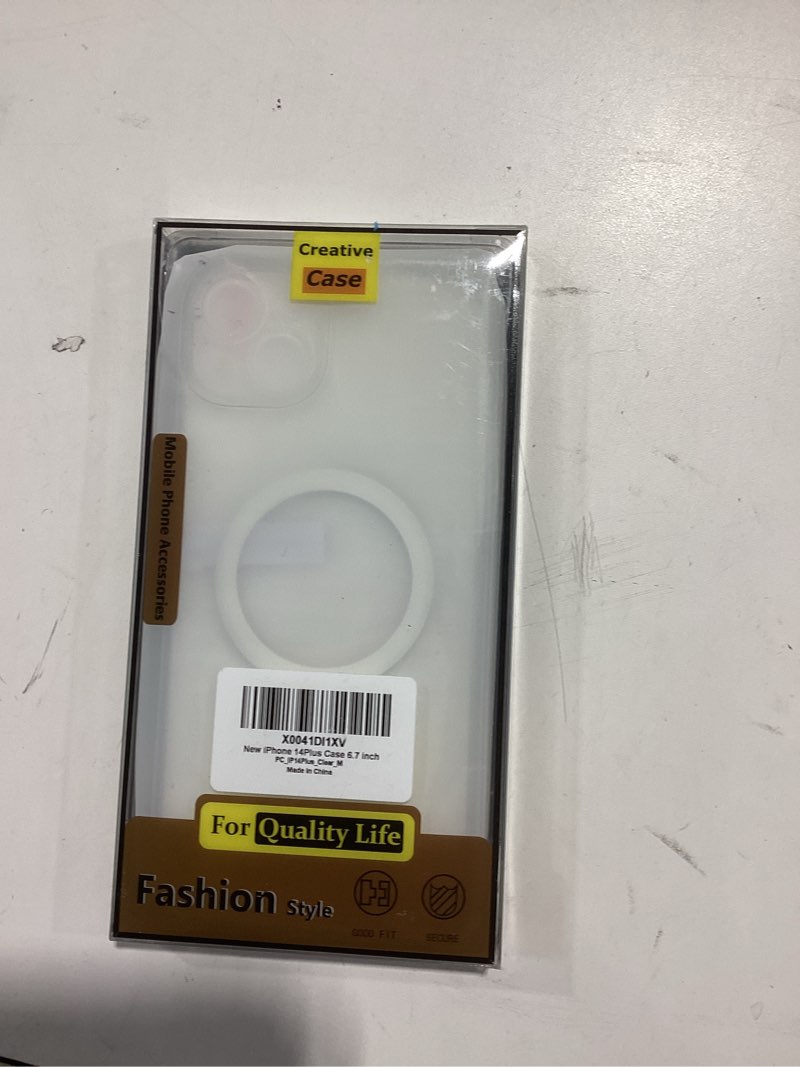 Creative
Case
Mobile Phone Accessories
X0041DI1XV
New iPhone 14Plus Case 6.7 inch
PC_IP14Plus_Clear_M
Made in China
For Quality Life
Fashion Style
GOOD FIT
SECURE